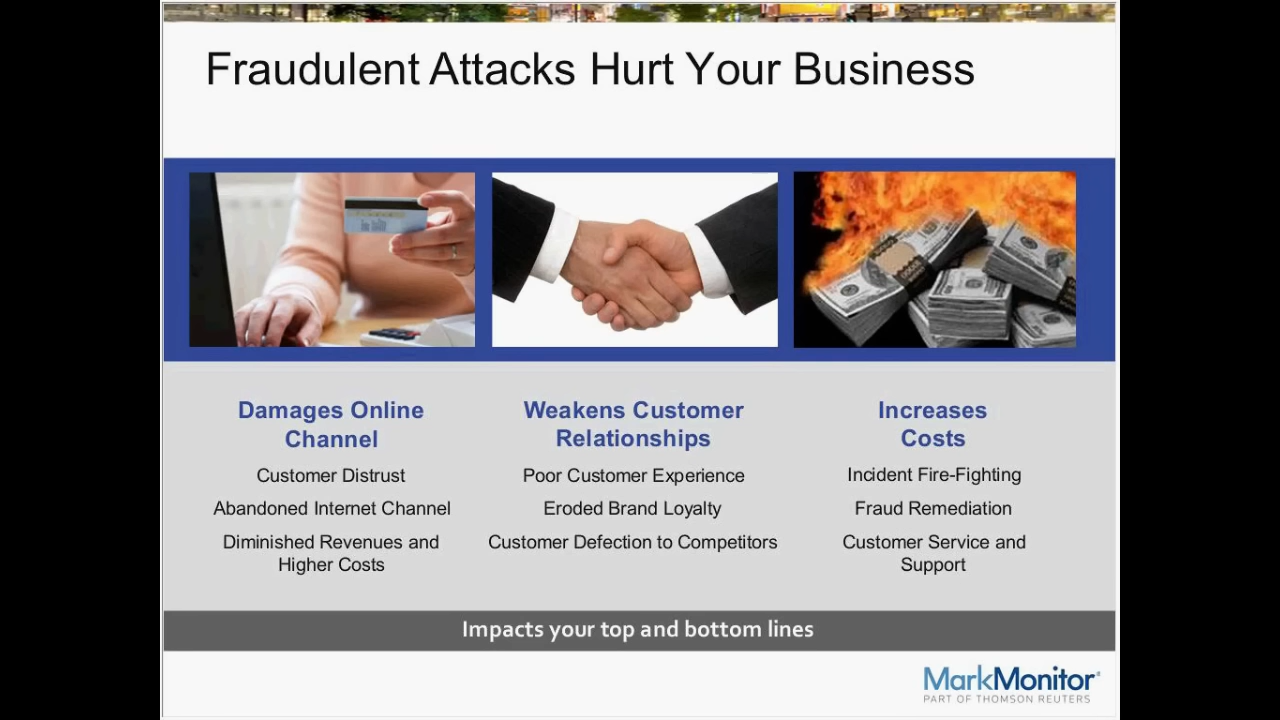 Fraudulent Attacks Hurt Your Business
Damages Online
Channel
Customer Distrust
Abandoned Internet Channel
Diminished Revenues and
Higher Costs
Weakens Customer
Relationships
Poor Customer Experience
Eroded Brand Loyalty
Customer Defection to Competitors
Increases
Costs
Incident Fire-Fighting
Fraud Remediation
Customer Service and
Support
Impacts your top and bottom lines
MarkMonitor
PART OF THOMSON REUTERS